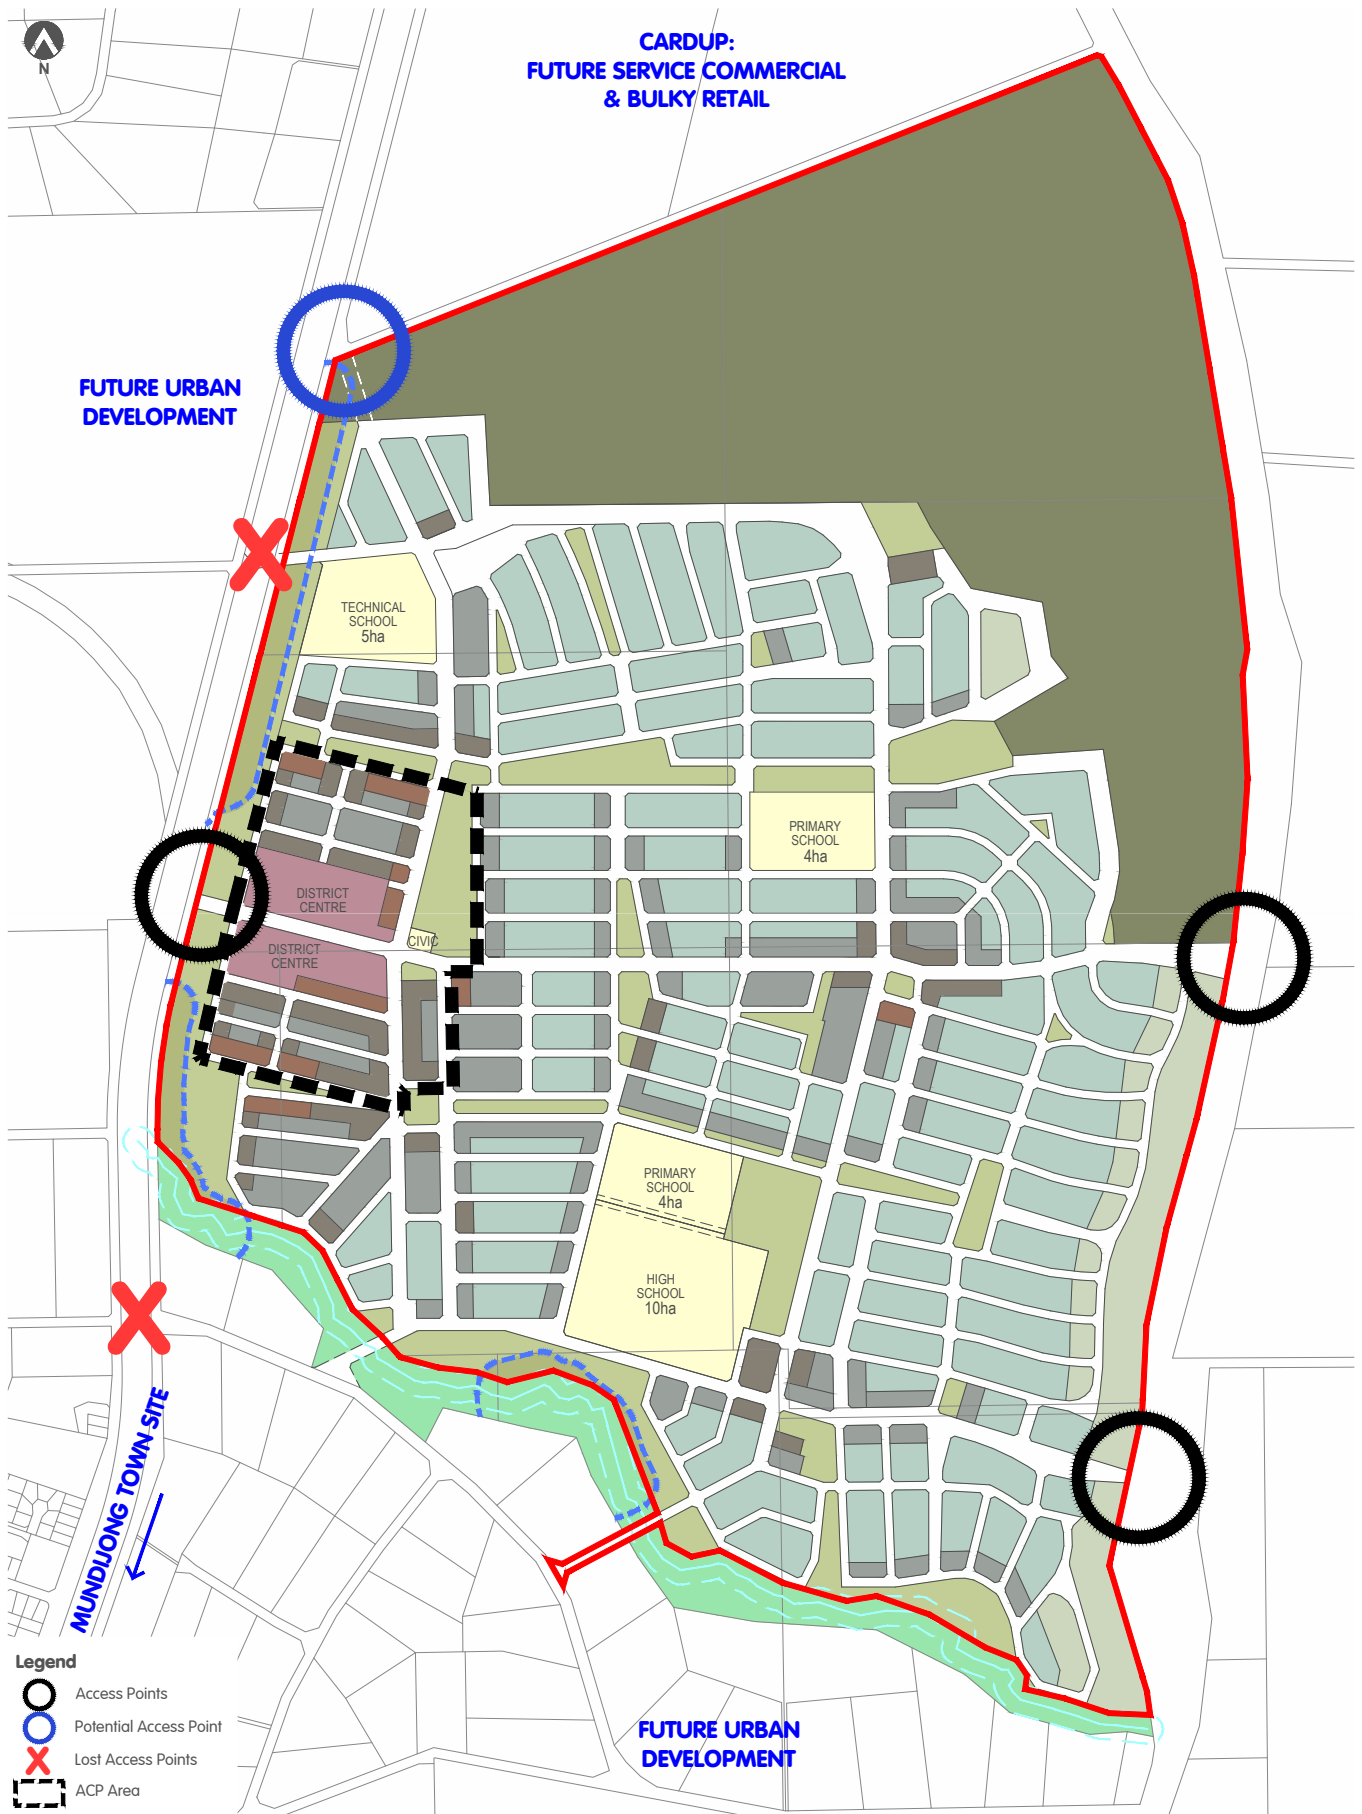 N
CARDUP:
FUTURE SERVICE COMMERCIAL
& BULKY RETAIL
FUTURE URBAN
DEVELOPMENT
TECHNICAL
SCHOOL
5ha
PRIMARY
SCHOOL
4ha
DISTRICT
CENTRE
CIVIC
DISTRICT
CENTRE
PRIMARY
SCHOOL
4ha
HIGH
SCHOOL
10ha
MUNDIJONG TOWN SITE
FUTURE URBAN
DEVELOPMENT
Legend
Access Points
Potential Access Point
Lost Access Points
ACP Area